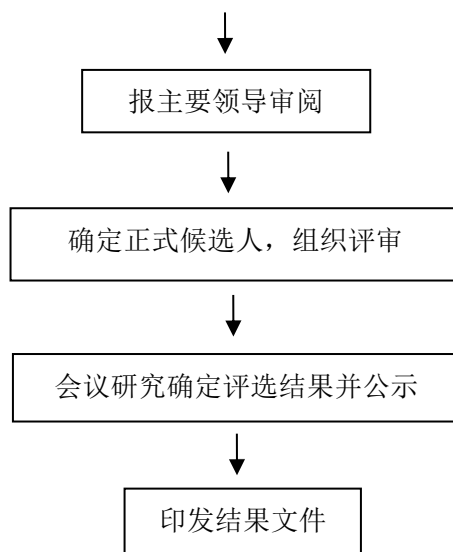 报主要领导审阅
确定正式候选人，组织评审
会议研究确定评选结果并公示
印发结果文件